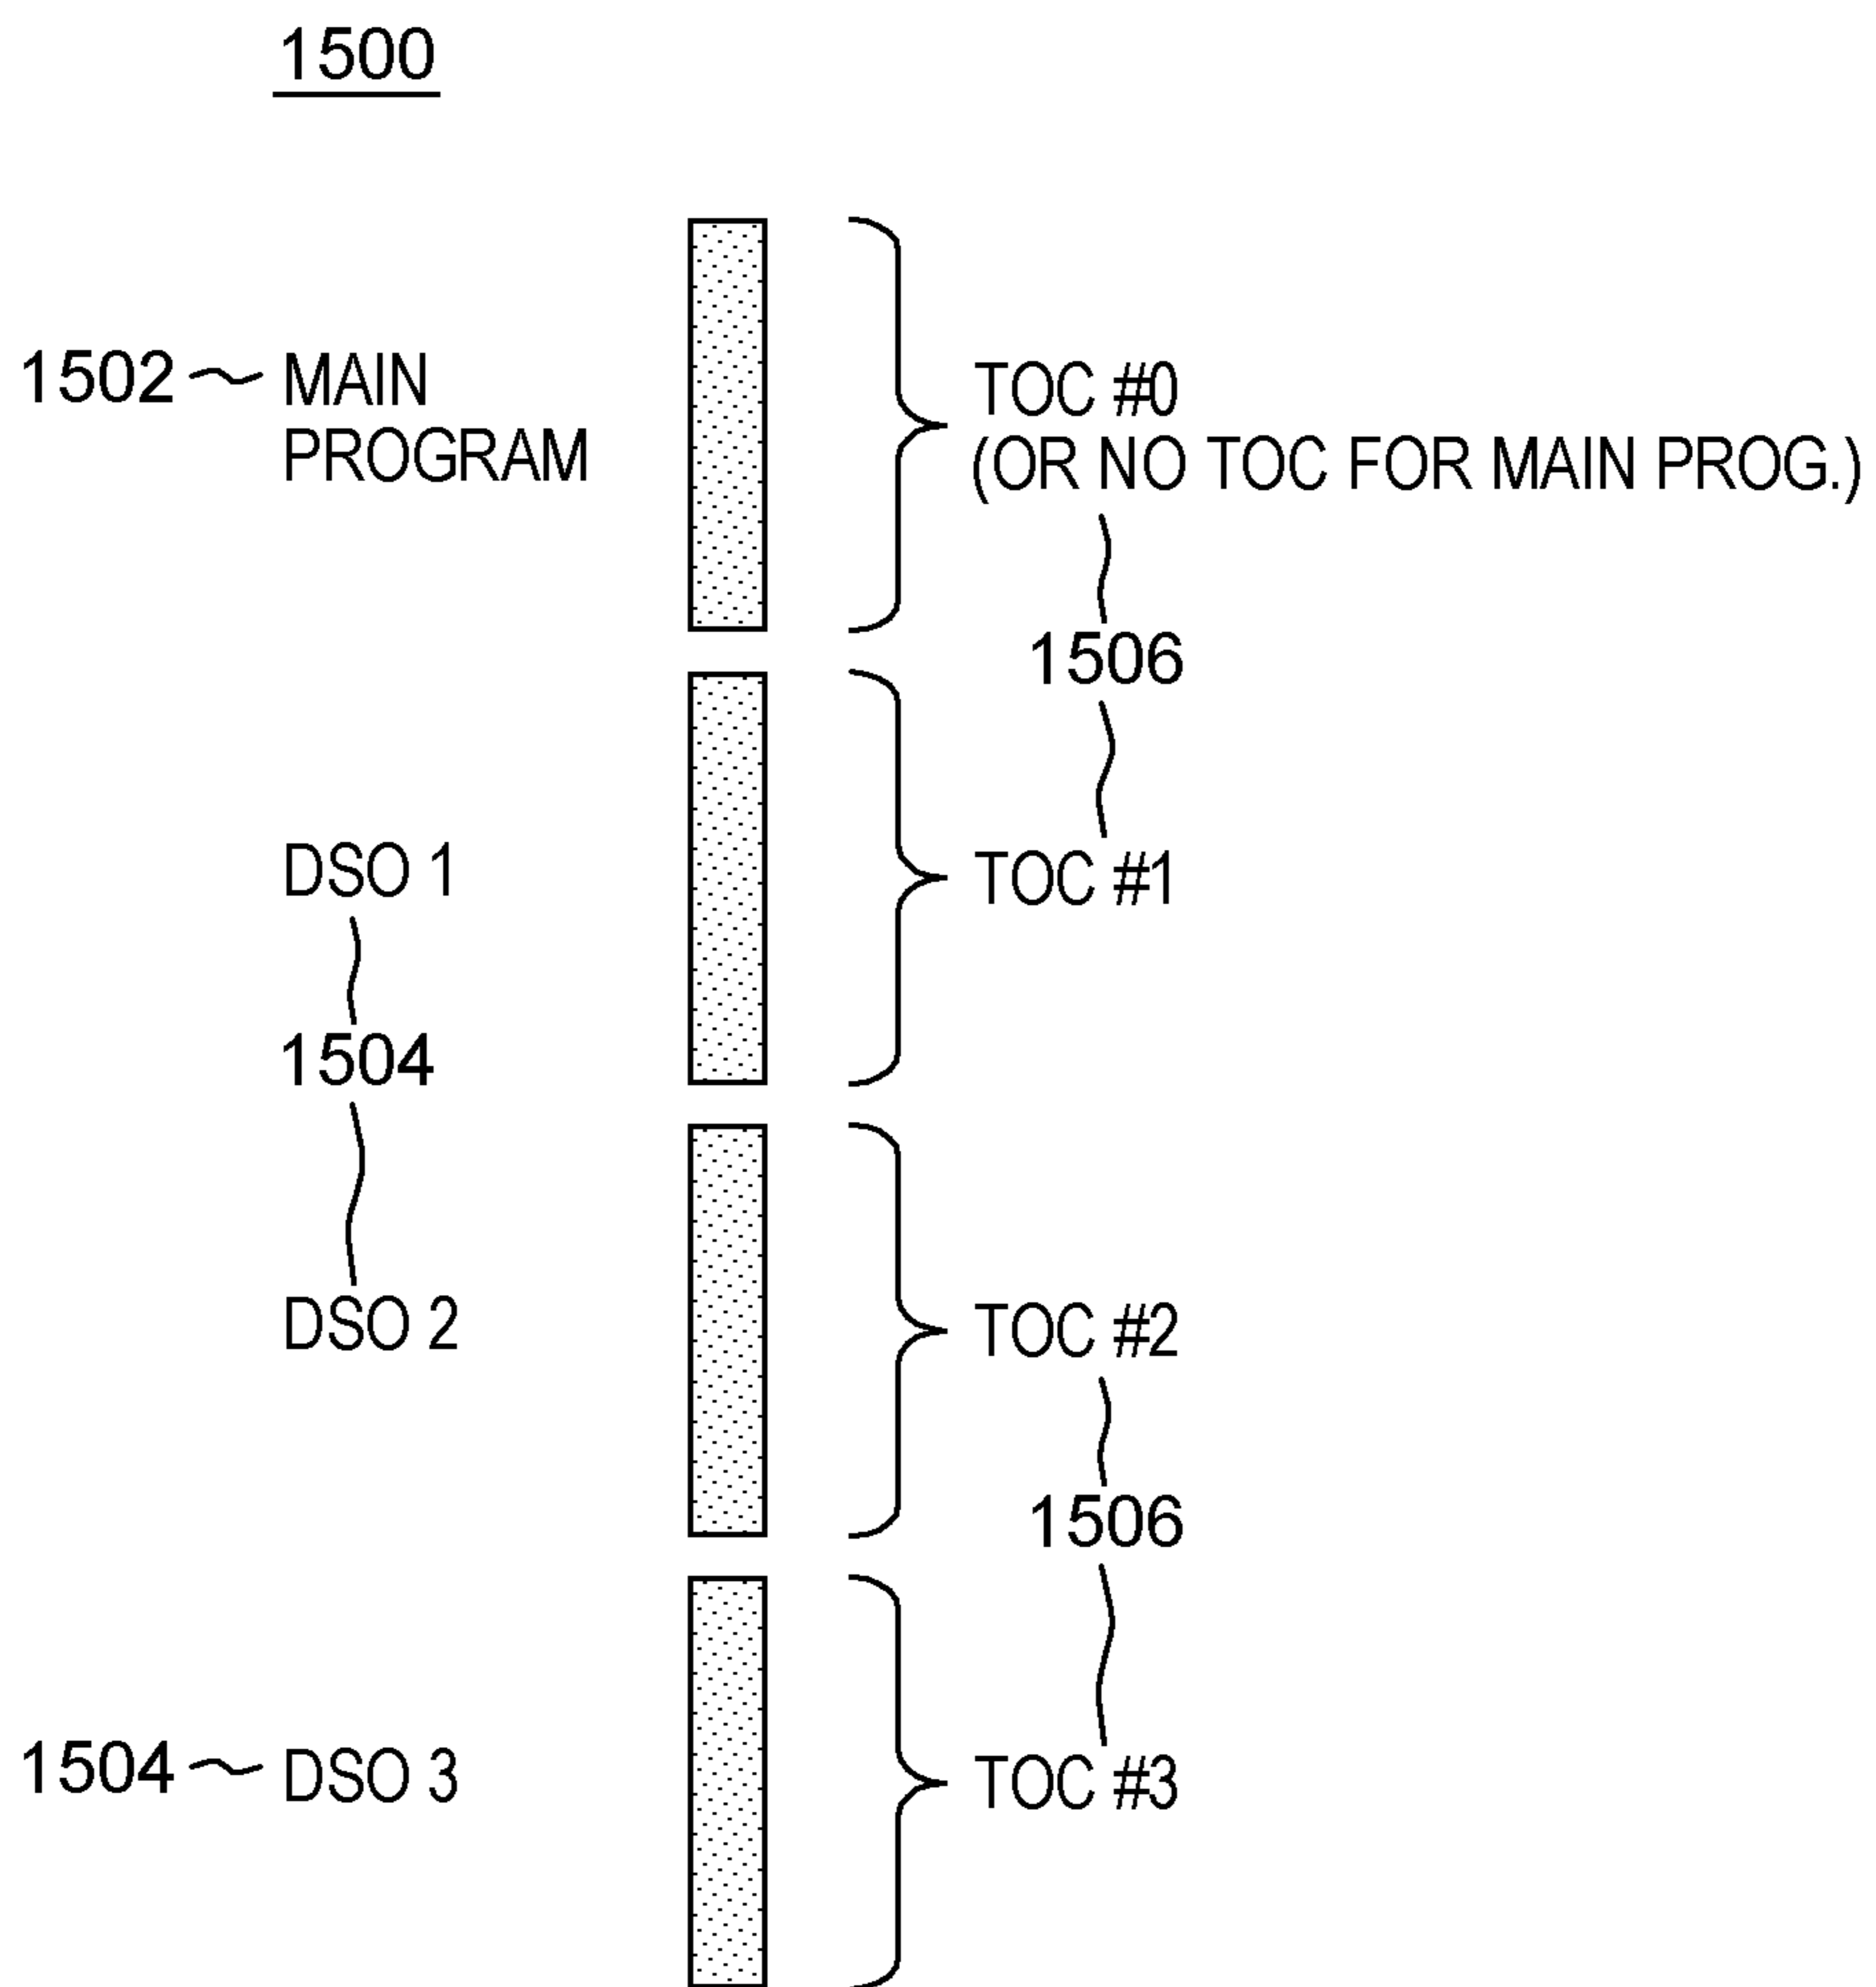 1500
1502 MAIN
PROGRAM
TOC #0
(OR NO TOC FOR MAIN PROG.)
1506
DSO 1
TOC #1
1504
DSO 2
TOC #2
1506
1504 DSO 3
TOC #3